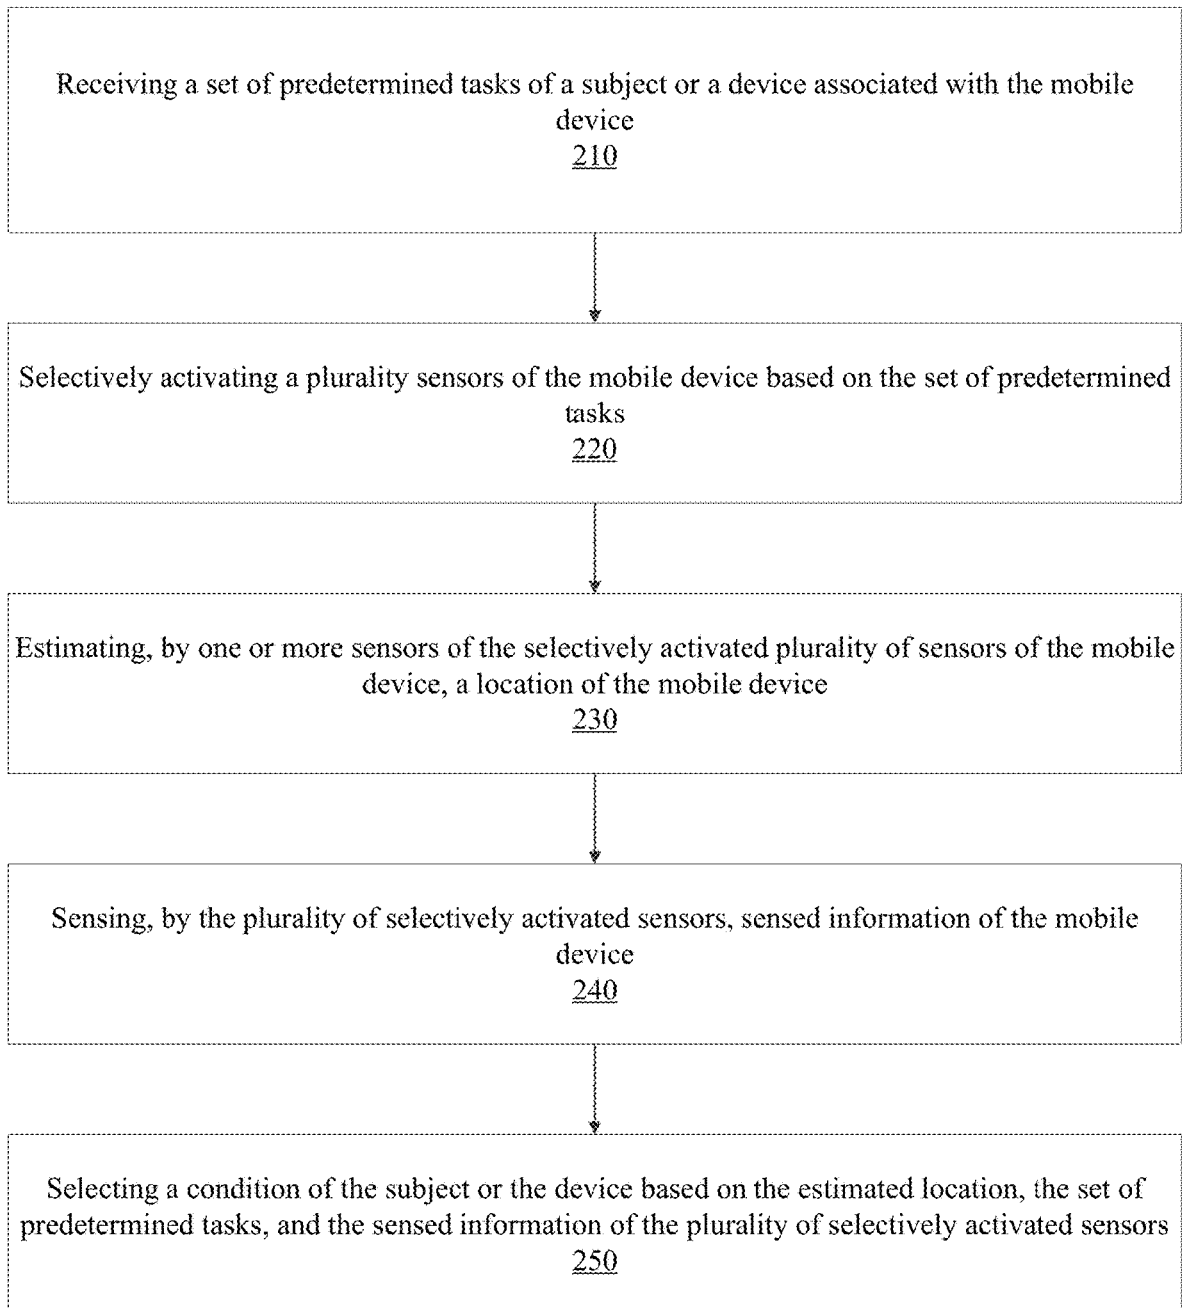 Receiving a set of predetermined tasks of a subject or a device associated with the mobile
device
210
Selectively activating a plurality sensors of the mobile device based on the set of predetermined
tasks
220
Estimating, by one or more sensors of the selectively activated plurality of sensors of the mobile
device, a location of the mobile device
230
Sensing, by the plurality of selectively activated sensors, sensed information of the mobile
device
240
Selecting a condition of the subject or the device based on the estimated location, the set of
predetermined tasks, and the sensed information of the plurality of selectively activated sensors
250